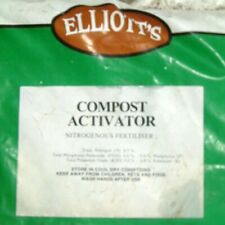 ELLIOTT'S
COMPOST
ACTIVATOR
NITROGENOUS FERTILISER
STORE IN COOL DRY CONDITIONS
KEEP AWAY FROM CHILDREN, PETS AND FOOD
WASH HANDS AFTER USE